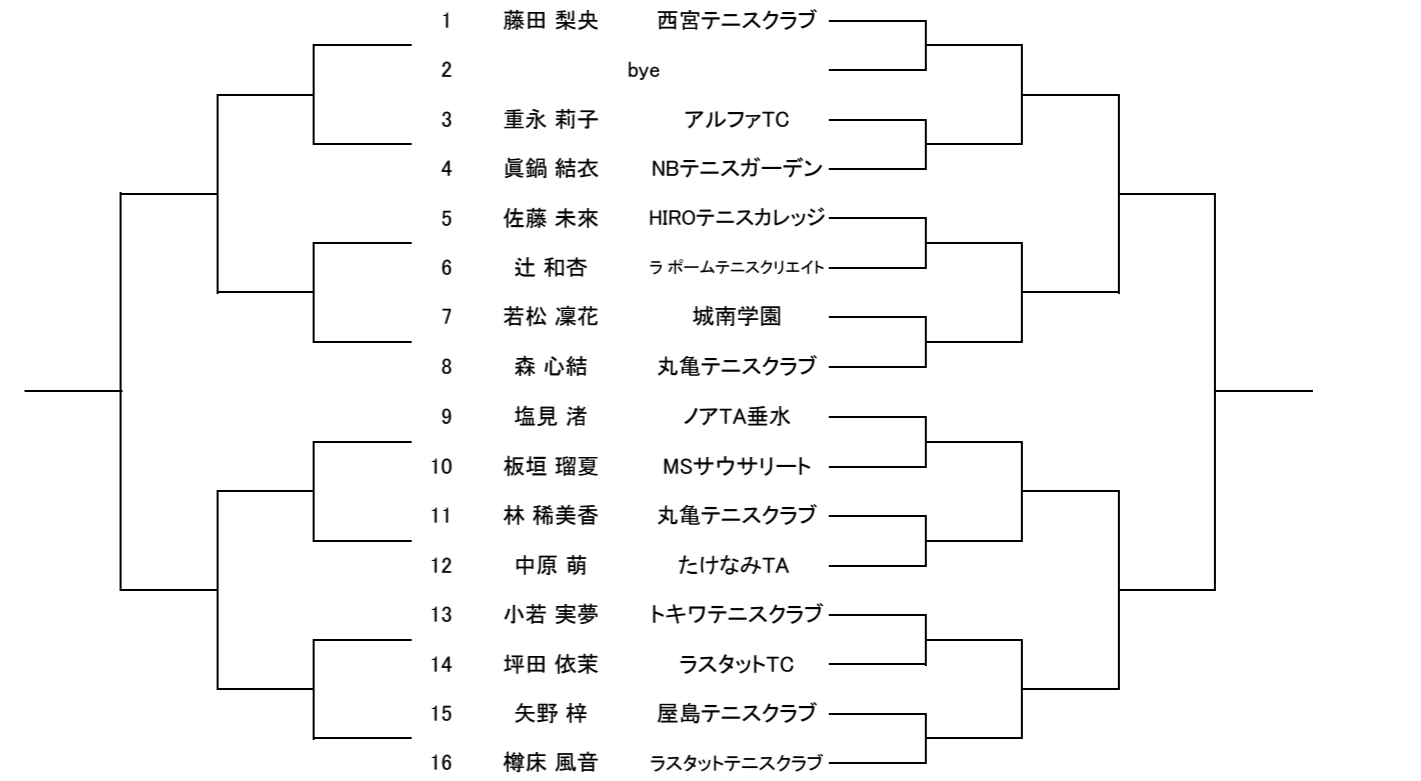 1 藤田 梨央 西宮テニスクラブ
2 bye
3 重永 莉子 アルファTC
4 眞鍋 結衣 NBテニスガーデン
5 佐藤 未來 HIROテニスカレッジ
6 辻 和杏 ラ ポームテニスクリエイト
7 若松 凜花 城南学園
8 森 心結 丸亀テニスクラブ
9 塩見 渚 ノアTA垂水
10 板垣 瑠夏 MSサウサリート
11 林 稀美香 丸亀テニスクラブ
12 中原 萌 たけなみTA
13 小若 実夢 トキワテニスクラブ
14 坪田 依茉 ラスタットTC
15 矢野 梓 屋島テニスクラブ
16 樽床 風音 ラスタットテニスクラブ